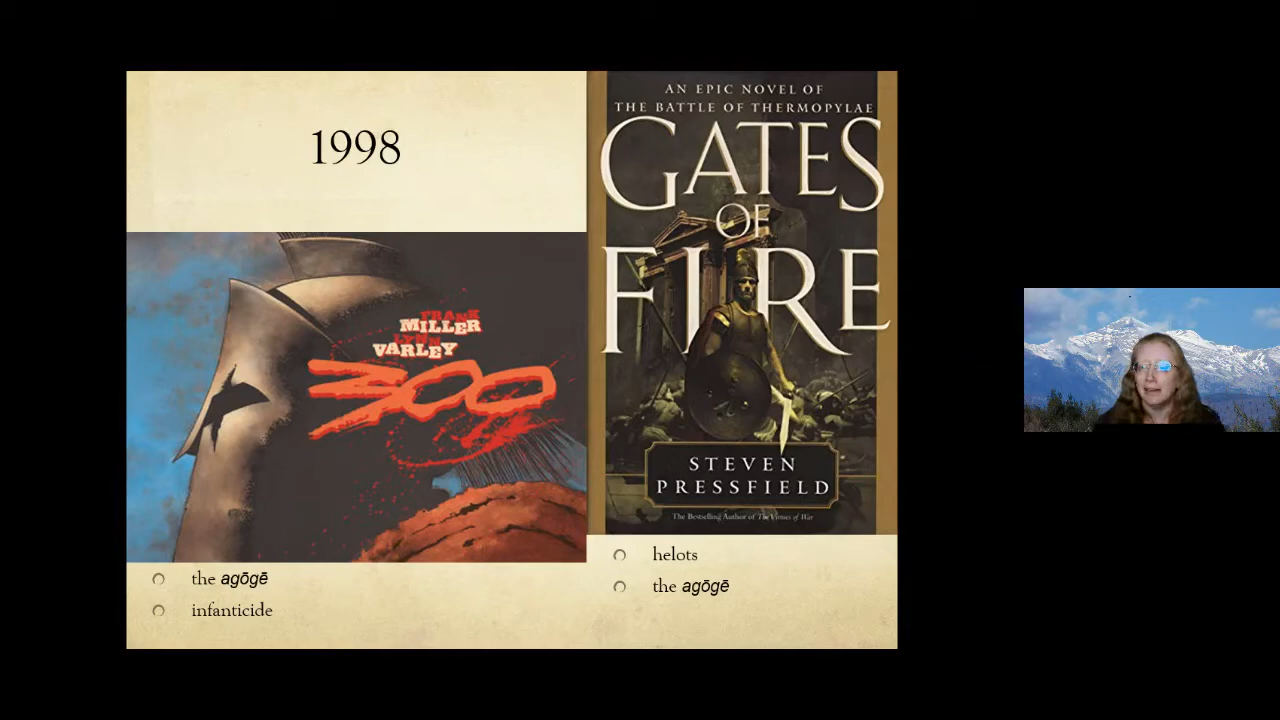 1998
FRANK
MILLER
LYNN
VARLEY
300
the agōgē
infanticide
AN EPIC NOVEL OF
THE BATTLE OF THERMOPYLAE
GATES
OF
FIRE
STEVEN
PRESSFIELD
The Bestselling Author of The Virtues of War
helots
the agōgē